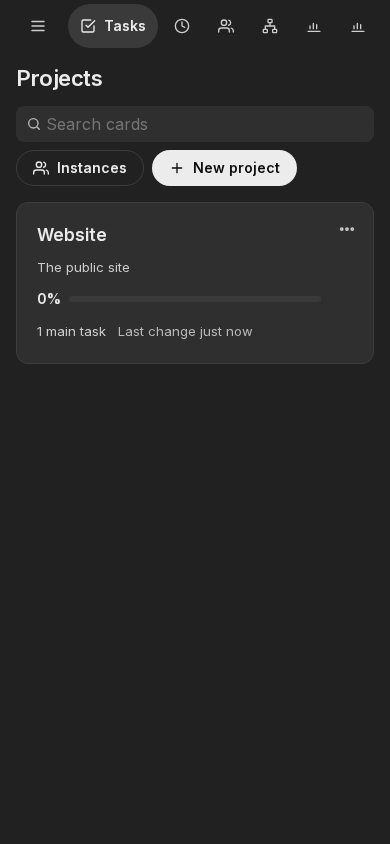 Tasks
Projects
Search cards
Instances
New project
Website
The public site
0%
1 main task Last change just now